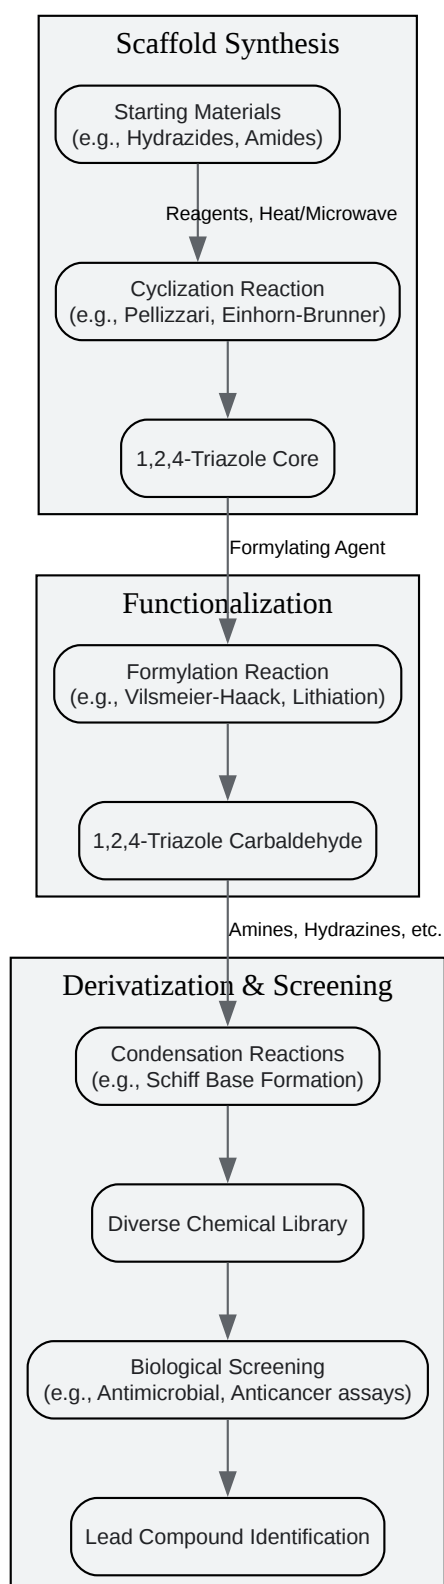 Scaffold Synthesis
Starting Materials
(e.g., Hydrazides, Amides)
Reagents, Heat/Microwave
Cyclization Reaction
(e.g., Pellizzari, Einhorn-Brunner)
1,2,4-Triazole Core
Formylating Agent
Functionalization
Formylation Reaction
(e.g., Vilsmeier-Haack, Lithiation)
1,2,4-Triazole Carbaldehyde
Amines, Hydrazines, etc.
Derivatization & Screening
Condensation Reactions
(e.g., Schiff Base Formation)
Diverse Chemical Library
Biological Screening
(e.g., Antimicrobial, Anticancer assays)
Lead Compound Identification